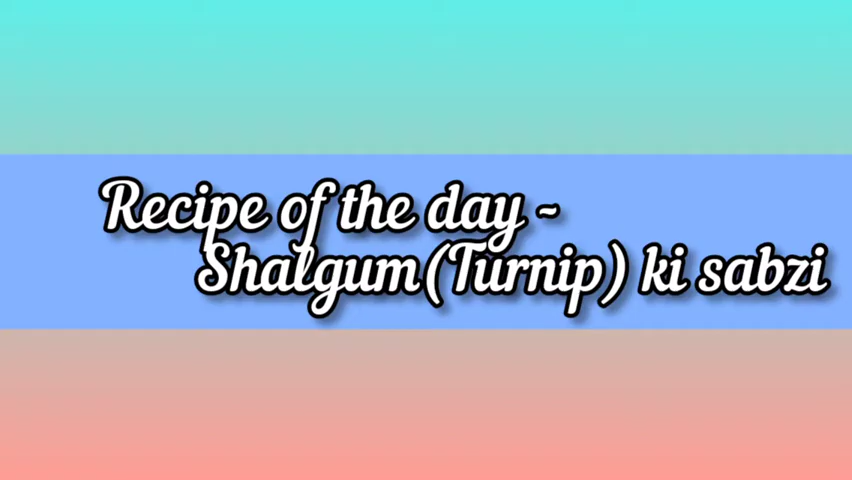 Recipe of the day ~
Shalgum(Turnip) ki sabzi